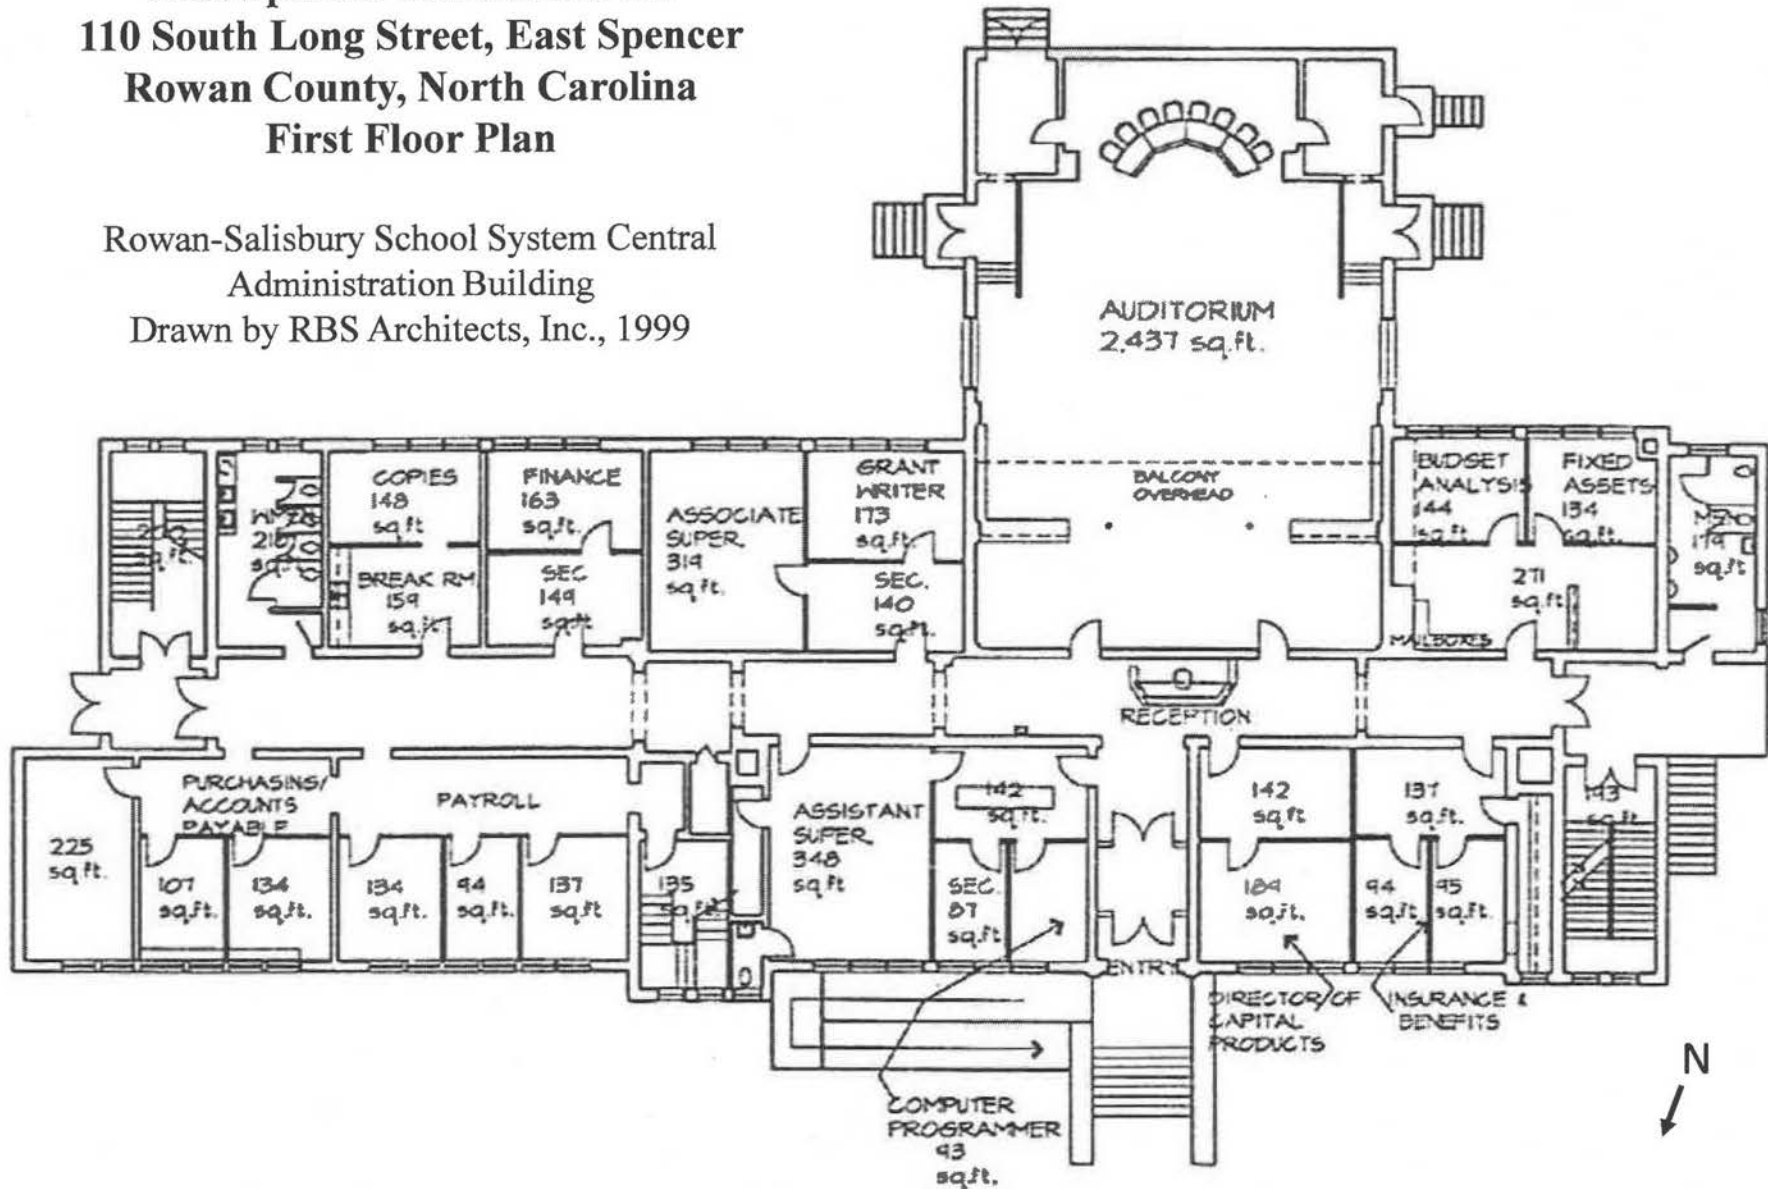 110 South Long Street, East Spencer
Rowan County, North Carolina
First Floor Plan
Rowan-Salisbury School System Central
Administration Building
Drawn by RBS Architects, Inc., 1999
AUDITORIUM
2,437 sq.ft.
BALCONY
OVERHEAD
COPIES
148
sq.ft
FINANCE
163
sq.ft.
ASSOCIATE
SUPER.
319
sq.ft.
GRANT
WRITER
173
sq.ft.
BUDGET
ANALYSIS
144
sq.ft.
FIXED
ASSETS
134
sq.ft.
MEN
179
sq.ft
sq.ft.
BREAK RM
159
sq.ft
SEC
149
sq.ft
SEC.
140
sq.ft.
271
sq.ft
MAILBOXES
RECEPTION
PURCHASING/
ACCOUNTS
PAYABLE
PAYROLL
225
sq.ft.
107
sq.ft.
134
sq.ft.
134
sq.ft.
94
sq.ft.
137
sq.ft
135
sq.ft.
ASSISTANT
SUPER.
348
sq.ft
142
sq.ft.
SEC.
87
sq.ft
142
sq.ft
137
sq.ft.
143
sq.ft
189
sq.ft.
94
sq.ft.
95
sq.ft.
ENTRY
DIRECTOR OF
CAPITAL
PRODUCTS
INSURANCE &
BENEFITS
COMPUTER
PROGRAMMER
93
sq.ft.
N